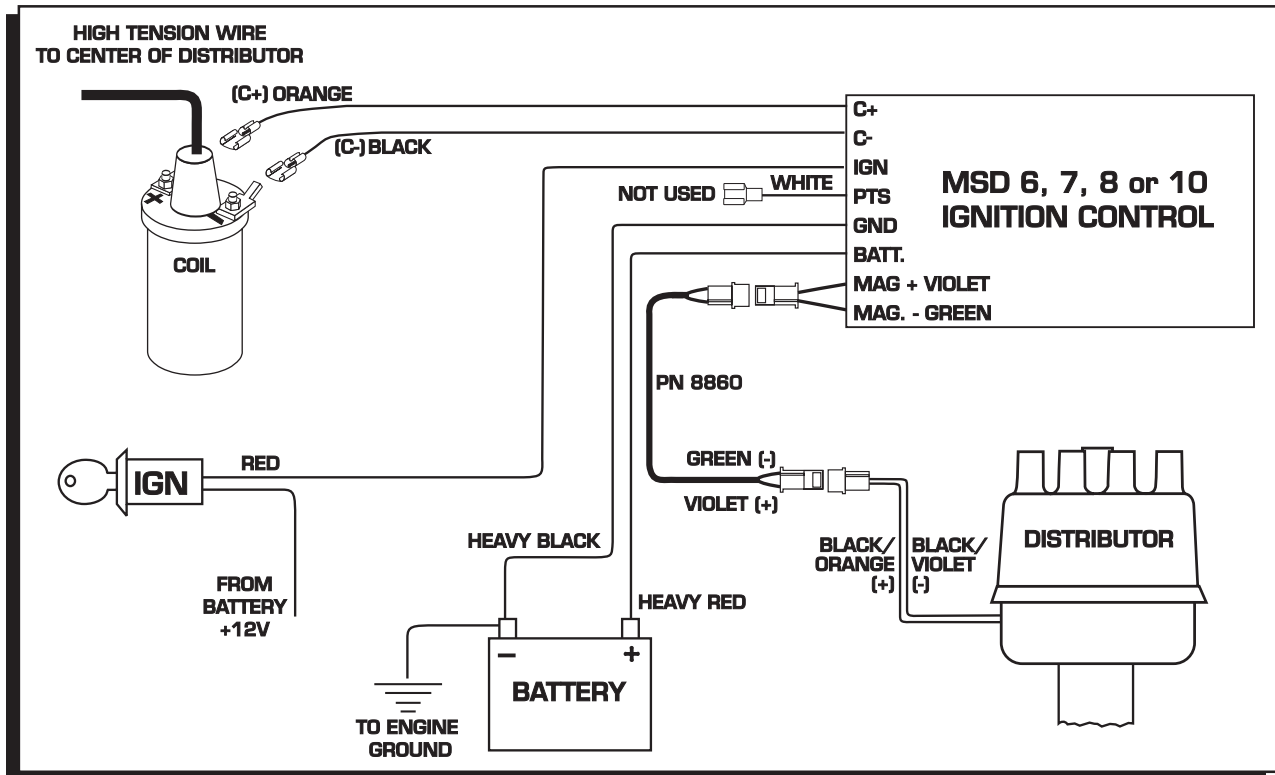 HIGH TENSION WIRE
TO CENTER OF DISTRIBUTOR
(C+) ORANGE
(C-) BLACK
+
−
COIL
C+
C-
IGN
PTS
GND
BATT.
MAG + VIOLET
MAG. - GREEN
MSD 6, 7, 8 or 10
IGNITION CONTROL
NOT USED
WHITE
PN 8860
IGN
RED
FROM
BATTERY
+12V
GREEN (-)
VIOLET (+)
BLACK/
ORANGE
(+)
BLACK/
VIOLET
(-)
DISTRIBUTOR
HEAVY BLACK
HEAVY RED
− +
BATTERY
TO ENGINE
GROUND